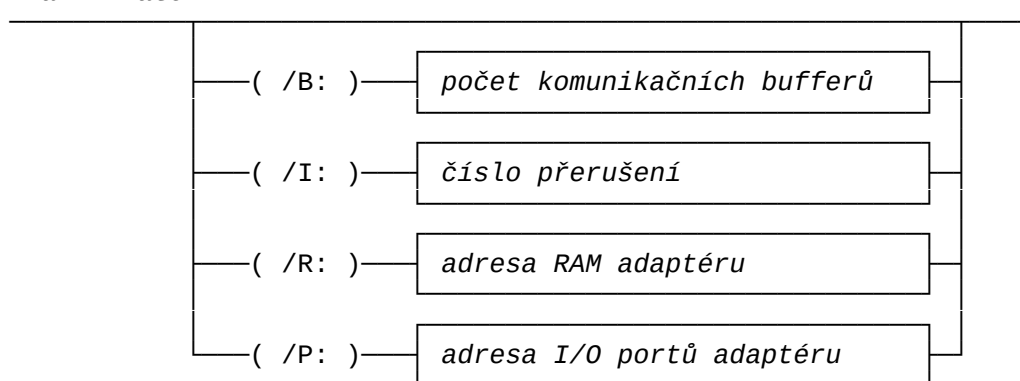 ( /B: ) počet komunikačních bufferů
( /I: ) číslo přerušení
( /R: ) adresa RAM adaptéru
( /P: ) adresa I/O portů adaptéru